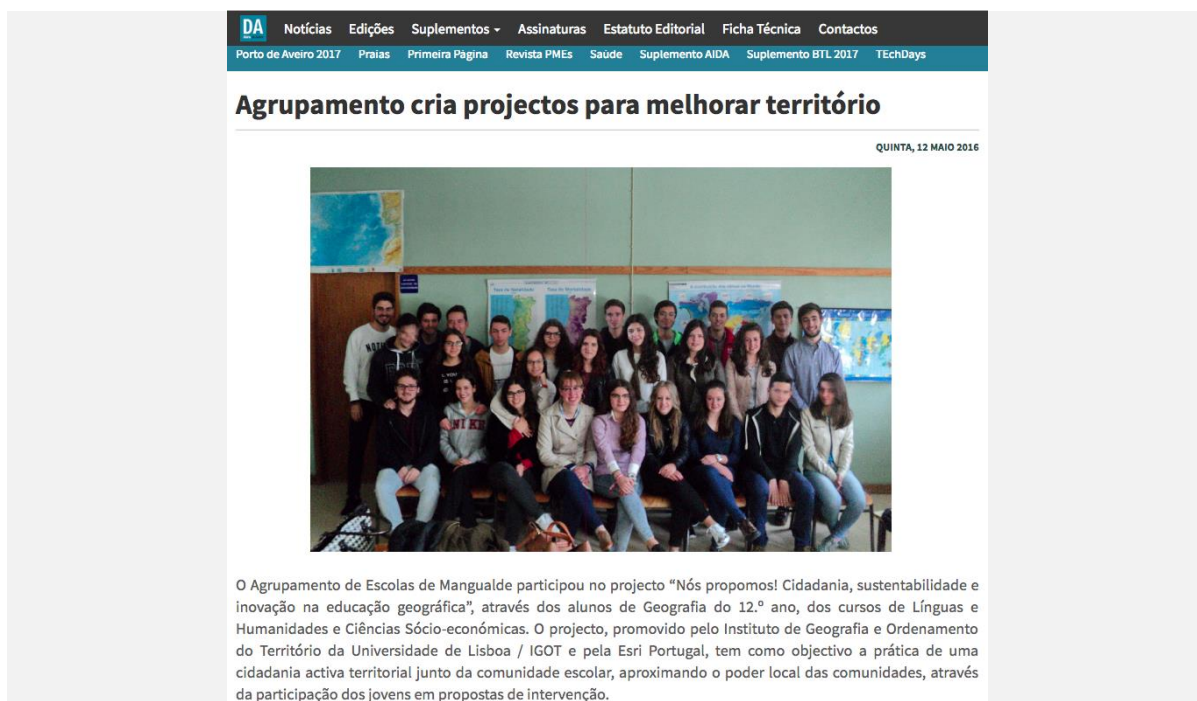 DA Notícias Edições Suplementos Assinaturas Estatuto Editorial Ficha Técnica Contactos
Porto de Aveiro 2017 Praias Primeira Página Revista PMEs Saúde Suplemento AIDA Suplemento BTL 2017 TEchDays
Agrupamento cria projectos para melhorar território
QUINTA, 12 MAIO 2016
O Agrupamento de Escolas de Mangualde participou no projecto “Nós propomos! Cidadania, sustentabilidade e
inovação na educação geográfica”, através dos alunos de Geografia do 12.º ano, dos cursos de Línguas e
Humanidades e Ciências Sócio-económicas. O projecto, promovido pelo Instituto de Geografia e Ordenamento
do Território da Universidade de Lisboa / IGOT e pela Esri Portugal, tem como objectivo a prática de uma
cidadania activa territorial junto da comunidade escolar, aproximando o poder local das comunidades, através
da participação dos jovens em propostas de intervenção.